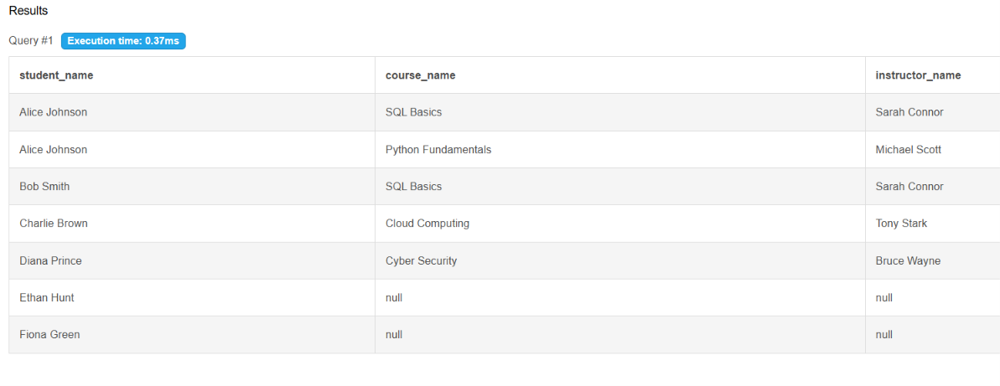 Results
Query #1 Execution time: 0.37ms
student_name course_name instructor_name
Alice Johnson SQL Basics Sarah Connor
Alice Johnson Python Fundamentals Michael Scott
Bob Smith SQL Basics Sarah Connor
Charlie Brown Cloud Computing Tony Stark
Diana Prince Cyber Security Bruce Wayne
Ethan Hunt null null
Fiona Green null null